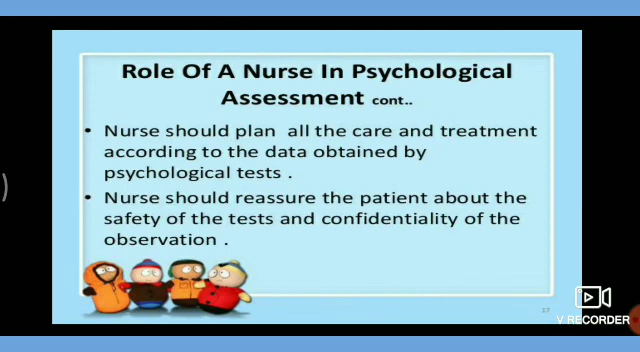 Role Of A Nurse In Psychological
Assessment cont..
• Nurse should plan all the care and treatment
according to the data obtained by
psychological tests .
• Nurse should reassure the patient about the
safety of the tests and confidentiality of the
observation .
17
V RECORDER